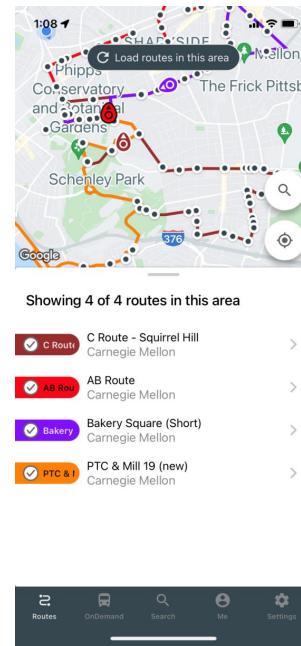 1:08
SHADYSIDE
Load routes in this area
Mellon
Phipps
Conservatory
and Botanical
Gardens
The Frick Pittsb
Schenley Park
376
Google
Showing 4 of 4 routes in this area
C Route
C Route - Squirrel Hill
Carnegie Mellon
AB Rou
AB Route
Carnegie Mellon
Bakery
Bakery Square (Short)
Carnegie Mellon
PTC & M
PTC & Mill 19 (new)
Carnegie Mellon
Routes
OnDemand
Search
Me
Settings